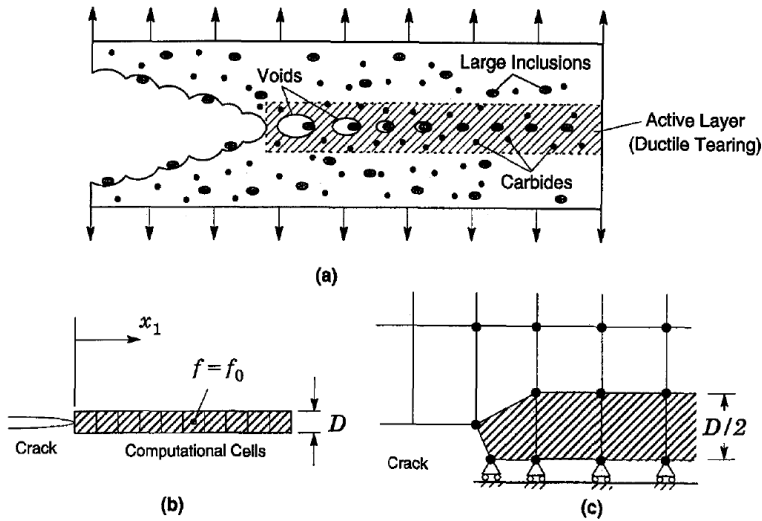 Large Inclusions
Voids
Active Layer
(Ductile Tearing)
Carbides
(a)
x₁
f = f₀
D
Crack
Computational Cells
(b)
D/2
Crack
(c)